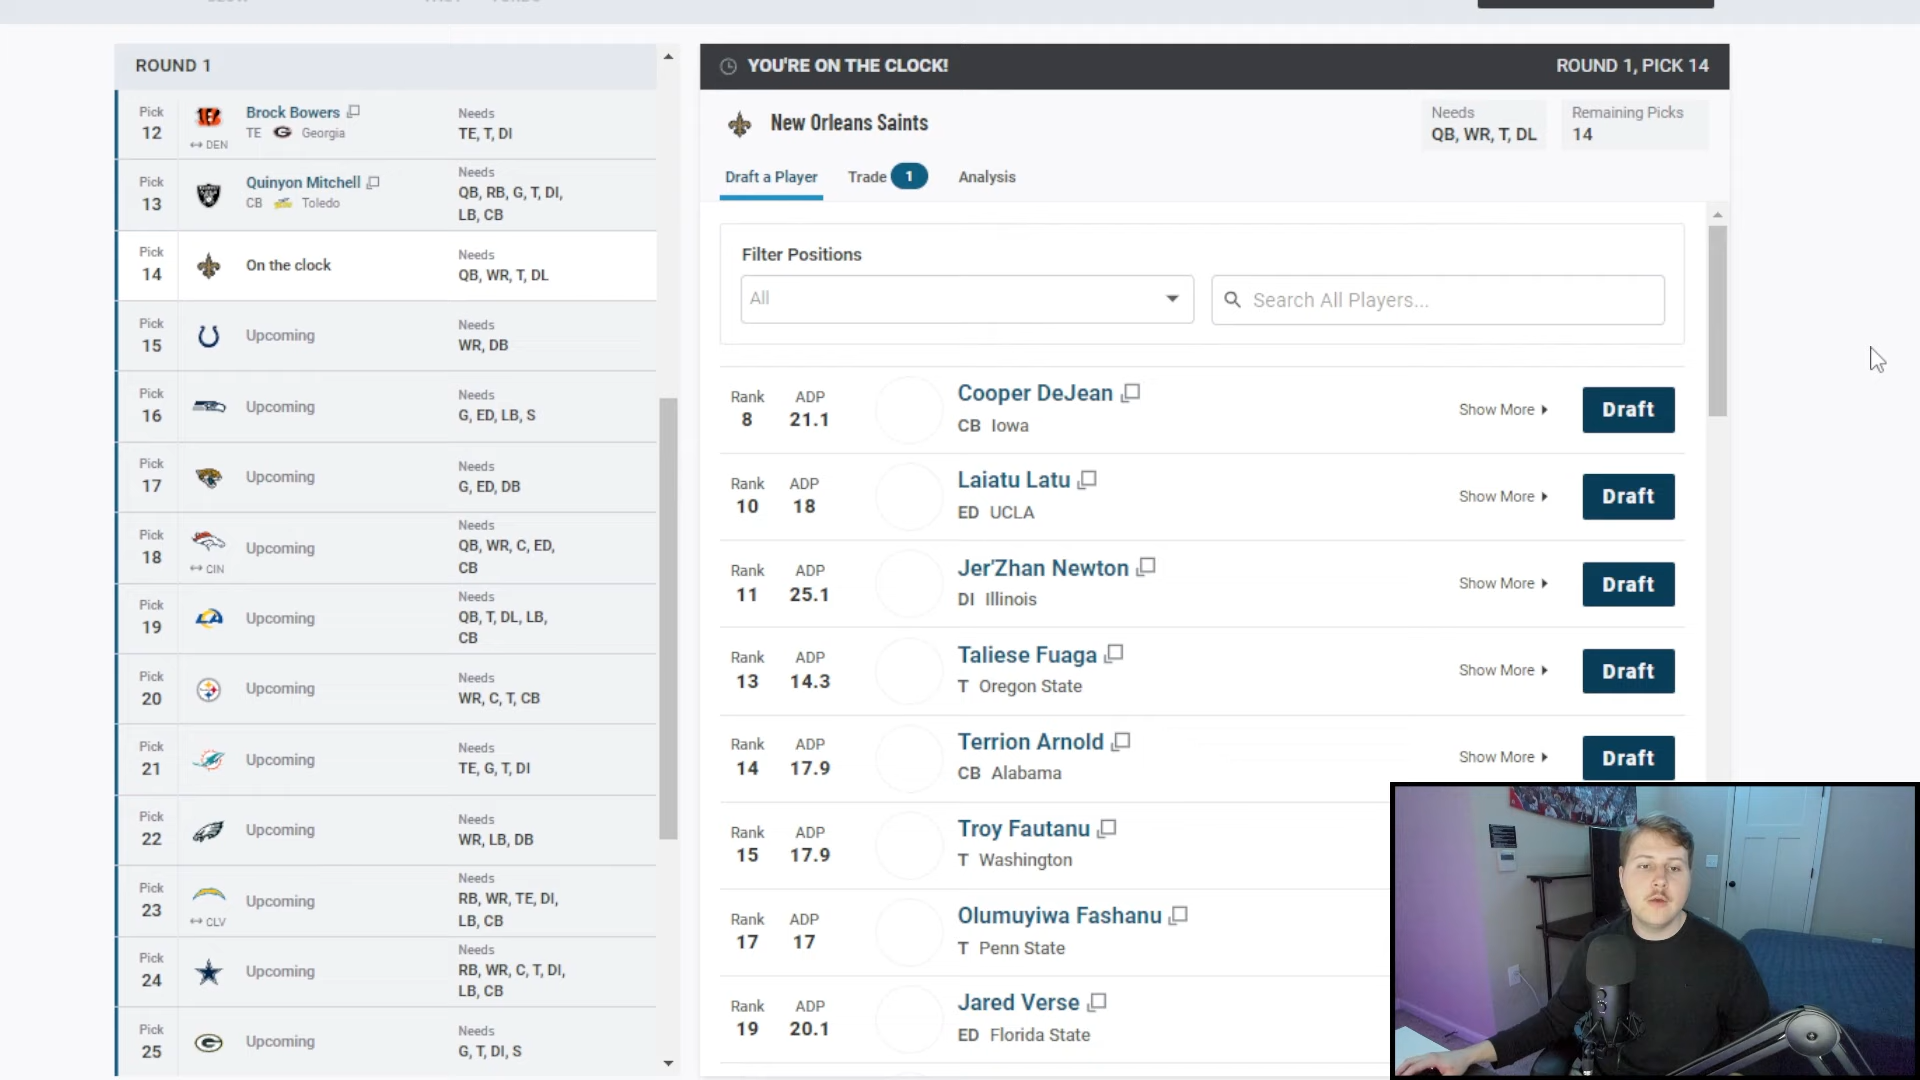 ROUND 1
Pick
12
DEN
Brock Bowers
TE Georgia
Needs
TE, T, DI
Pick
13
Quinyon Mitchell
CB Toledo
Needs
QB, RB, G, T, DI,
LB, CB
Pick
14
On the clock
Needs
QB, WR, T, DL
Pick
15
Upcoming
Needs
WR, DB
Pick
16
Upcoming
Needs
G, ED, LB, S
Pick
17
Upcoming
Needs
G, ED, DB
Pick
18
CIN
Upcoming
Needs
QB, WR, C, ED,
CB
Pick
19
Upcoming
Needs
QB, T, DL, LB,
CB
Pick
20
Upcoming
Needs
WR, C, T, CB
Pick
21
Upcoming
Needs
TE, G, T, DI
Pick
22
Upcoming
Needs
WR, LB, DB
Pick
23
CLV
Upcoming
Needs
RB, WR, TE, DI,
LB, CB
Pick
24
Upcoming
Needs
RB, WR, C, T, DI,
LB, CB
Pick
25
Upcoming
Needs
G, T, DI, S
YOU'RE ON THE CLOCK!
ROUND 1, PICK 14
New Orleans Saints
Needs
QB, WR, T, DL
Remaining Picks
14
Draft a Player
Trade 1
Analysis
Filter Positions
All
Search All Players...
Rank
8
ADP
21.1
Cooper DeJean
CB Iowa
Show More
Draft
Rank
10
ADP
18
Laiatu Latu
ED UCLA
Show More
Draft
Rank
11
ADP
25.1
Jer'Zhan Newton
DI Illinois
Show More
Draft
Rank
13
ADP
14.3
Taliese Fuaga
T Oregon State
Show More
Draft
Rank
14
ADP
17.9
Terrion Arnold
CB Alabama
Show More
Draft
Rank
15
ADP
17.9
Troy Fautanu
T Washington
Rank
17
ADP
17
Olumuyiwa Fashanu
T Penn State
Rank
19
ADP
20.1
Jared Verse
ED Florida State